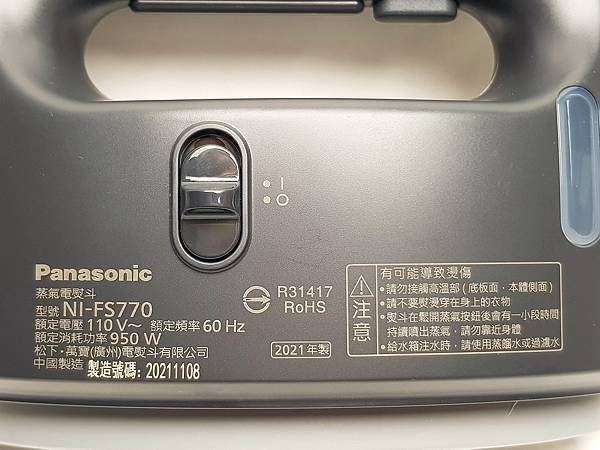 I
O
Panasonic
蒸氣電熨斗
型號 NI-FS770
額定電壓 110 V～ 額定頻率 60 Hz
額定消耗功率 950 W
松下·萬寶(廣州)電熨斗有限公司
中國製造 製造號碼: 20211108
R31417
RoHS
2021年製
注意
有可能導致燙傷
•請勿接觸高溫部(底板面·本體側面)
•請不要熨燙穿在身上的衣物
•熨斗在鬆開蒸氣按鈕後會有一小段時間
持續噴出蒸氣，請勿靠近身體
•給水箱注水時，請使用蒸餾水或過濾水